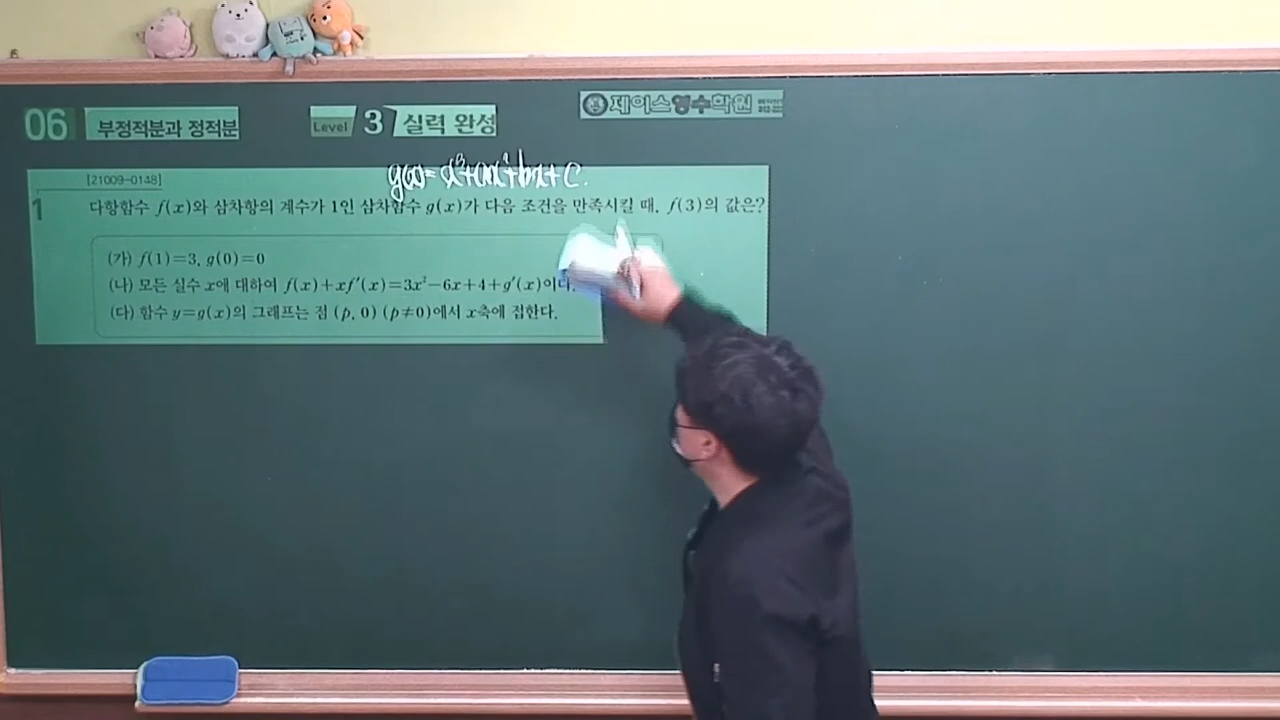 06 부정적분과 정적분 Level 3 실력 완성 제이스영수학원
[21009-0148]
g(x)=x³+ax²+bx+c.
1 다항함수 f(x)와 삼차항의 계수가 1인 삼차함수 g(x)가 다음 조건을 만족시킬 때, f(3)의 값은?
(가) f(1)=3, g(0)=0
(나) 모든 실수 x에 대하여 f(x)+xf′(x)=3x²-6x+4+g′(x)이다.
(다) 함수 y=g(x)의 그래프는 점 (p, 0) (p≠0)에서 x축에 접한다.